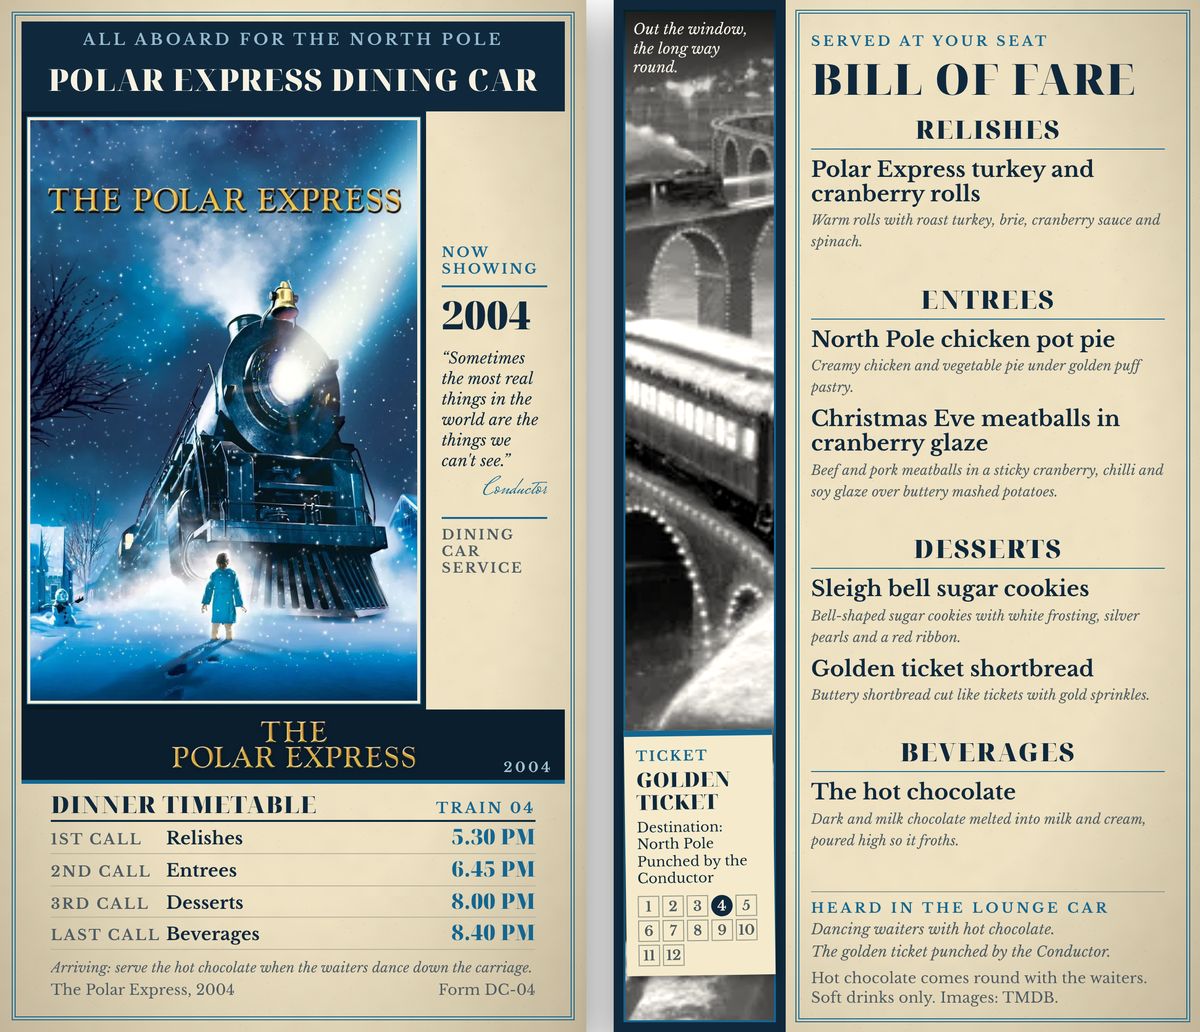 ALL ABOARD FOR THE NORTH POLE
POLAR EXPRESS DINING CAR
THE POLAR EXPRESS
NOW
SHOWING
2004
“Sometimes
the most real
things in the
world are the
things we
can't see.”
Conductor
DINING
CAR
SERVICE
THE
POLAR EXPRESS
2004
DINNER TIMETABLE TRAIN 04
1ST CALL Relishes 5.30 PM
2ND CALL Entrees 6.45 PM
3RD CALL Desserts 8.00 PM
LAST CALL Beverages 8.40 PM
Arriving: serve the hot chocolate when the waiters dance down the carriage.
The Polar Express, 2004 Form DC-04
Out the window,
the long way
round.
TICKET
GOLDEN
TICKET
Destination:
North Pole
Punched by the
Conductor
1 2 3 4 5
6 7 8 9 10
11 12
SERVED AT YOUR SEAT
BILL OF FARE
RELISHES
Polar Express turkey and
cranberry rolls
Warm rolls with roast turkey, brie, cranberry sauce and
spinach.
ENTREES
North Pole chicken pot pie
Creamy chicken and vegetable pie under golden puff
pastry.
Christmas Eve meatballs in
cranberry glaze
Beef and pork meatballs in a sticky cranberry, chilli and
soy glaze over buttery mashed potatoes.
DESSERTS
Sleigh bell sugar cookies
Bell-shaped sugar cookies with white frosting, silver
pearls and a red ribbon.
Golden ticket shortbread
Buttery shortbread cut like tickets with gold sprinkles.
BEVERAGES
The hot chocolate
Dark and milk chocolate melted into milk and cream,
poured high so it froths.
HEARD IN THE LOUNGE CAR
Dancing waiters with hot chocolate.
The golden ticket punched by the Conductor.
Hot chocolate comes round with the waiters.
Soft drinks only. Images: TMDB.